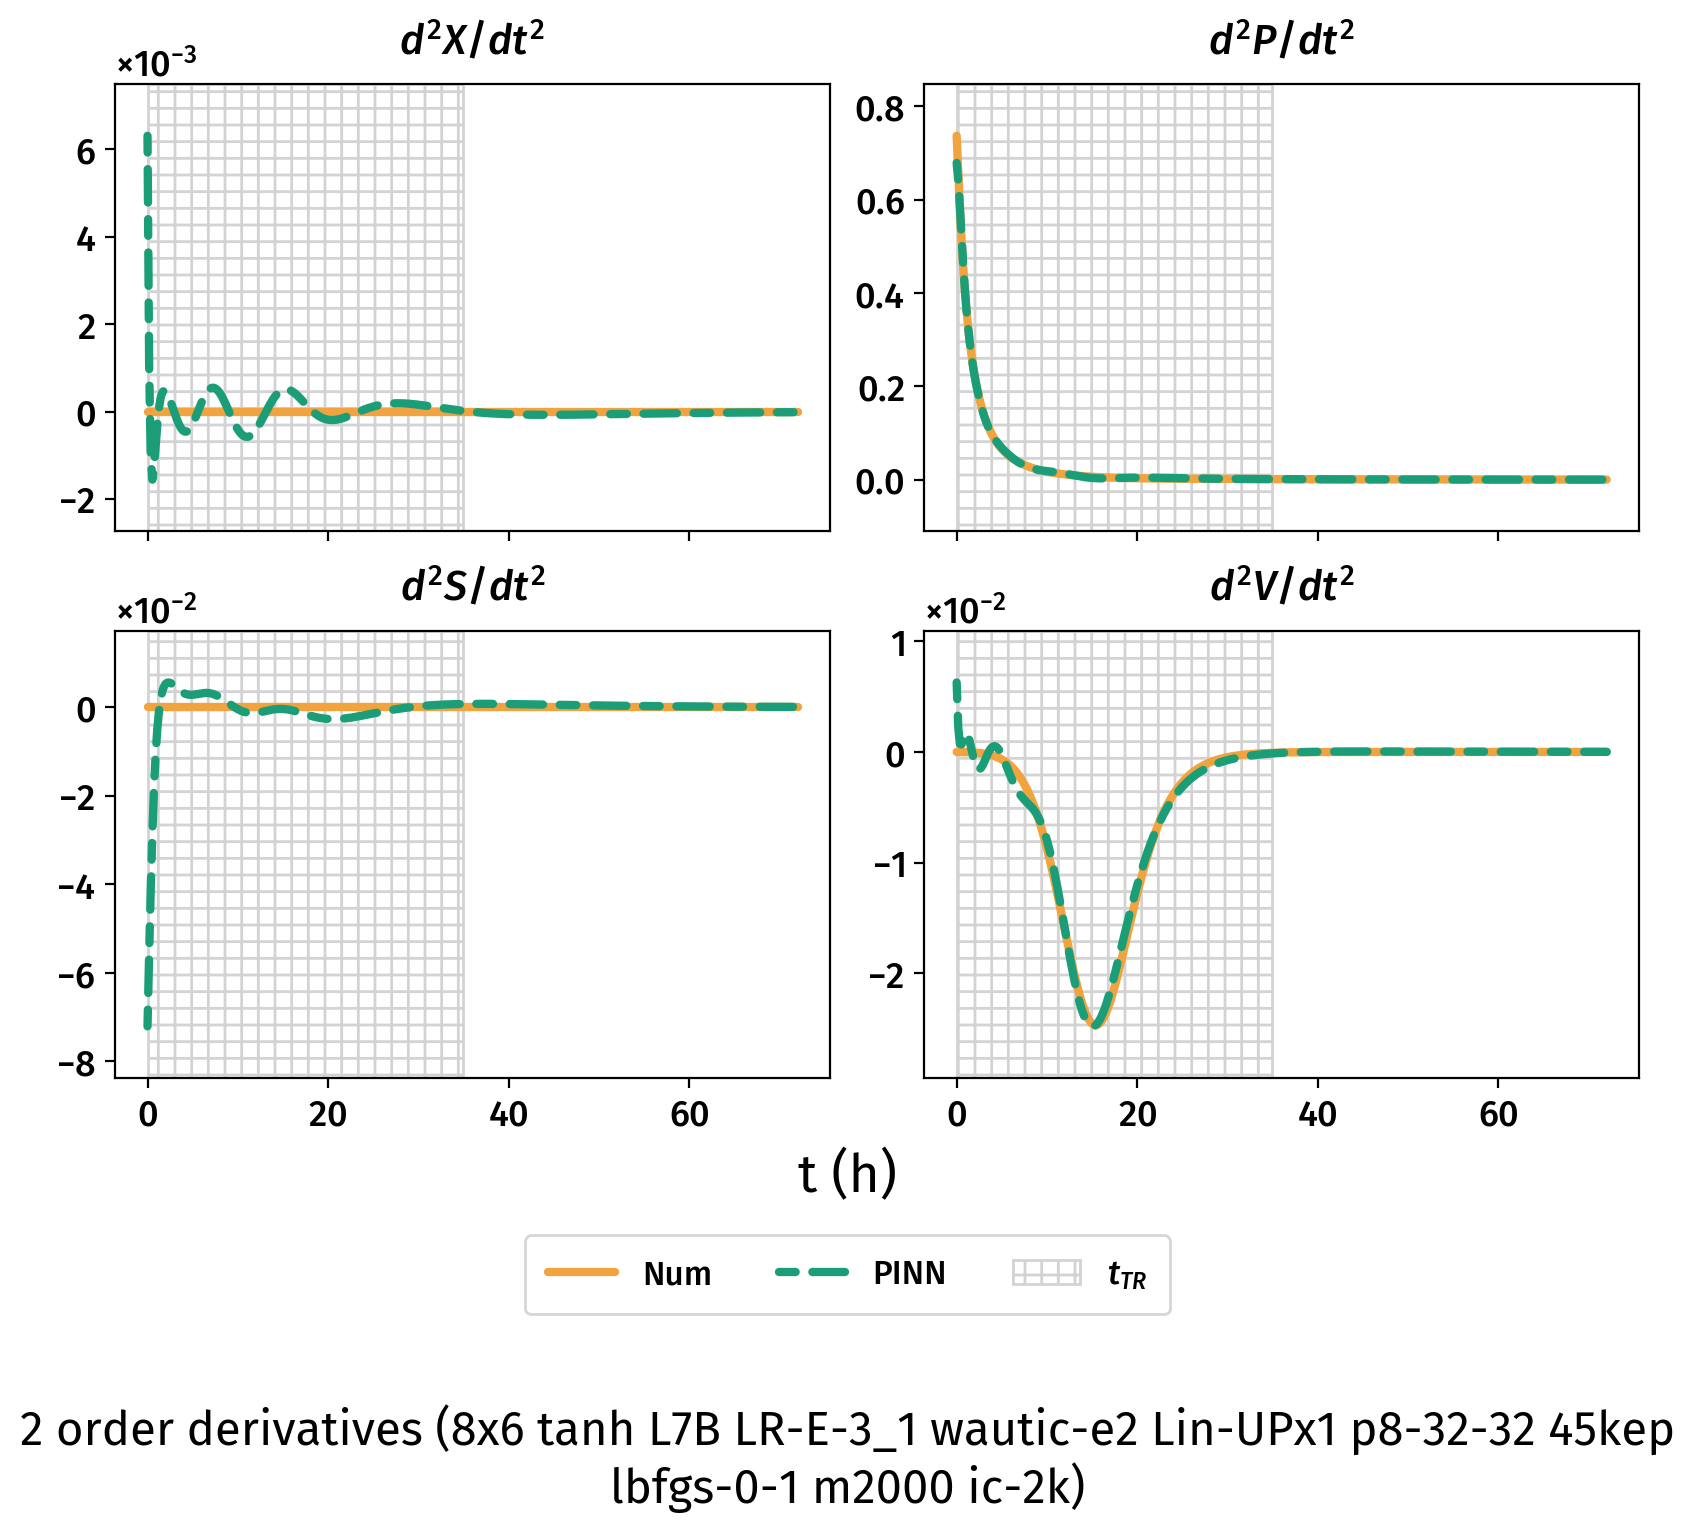 d²X/dt²
d²P/dt²
×10⁻³
6
4
2
0
−2
0.8
0.6
0.4
0.2
0.0
d²S/dt²
d²V/dt²
×10⁻²
×10⁻²
0
−2
−4
−6
−8
1
0
−1
−2
0 20 40 60
0 20 40 60
t (h)
Num PINN t_TR
2 order derivatives (8x6 tanh L7B LR-E-3_1 wautic-e2 Lin-UPx1 p8-32-32 45kep
lbfgs-0-1 m2000 ic-2k)